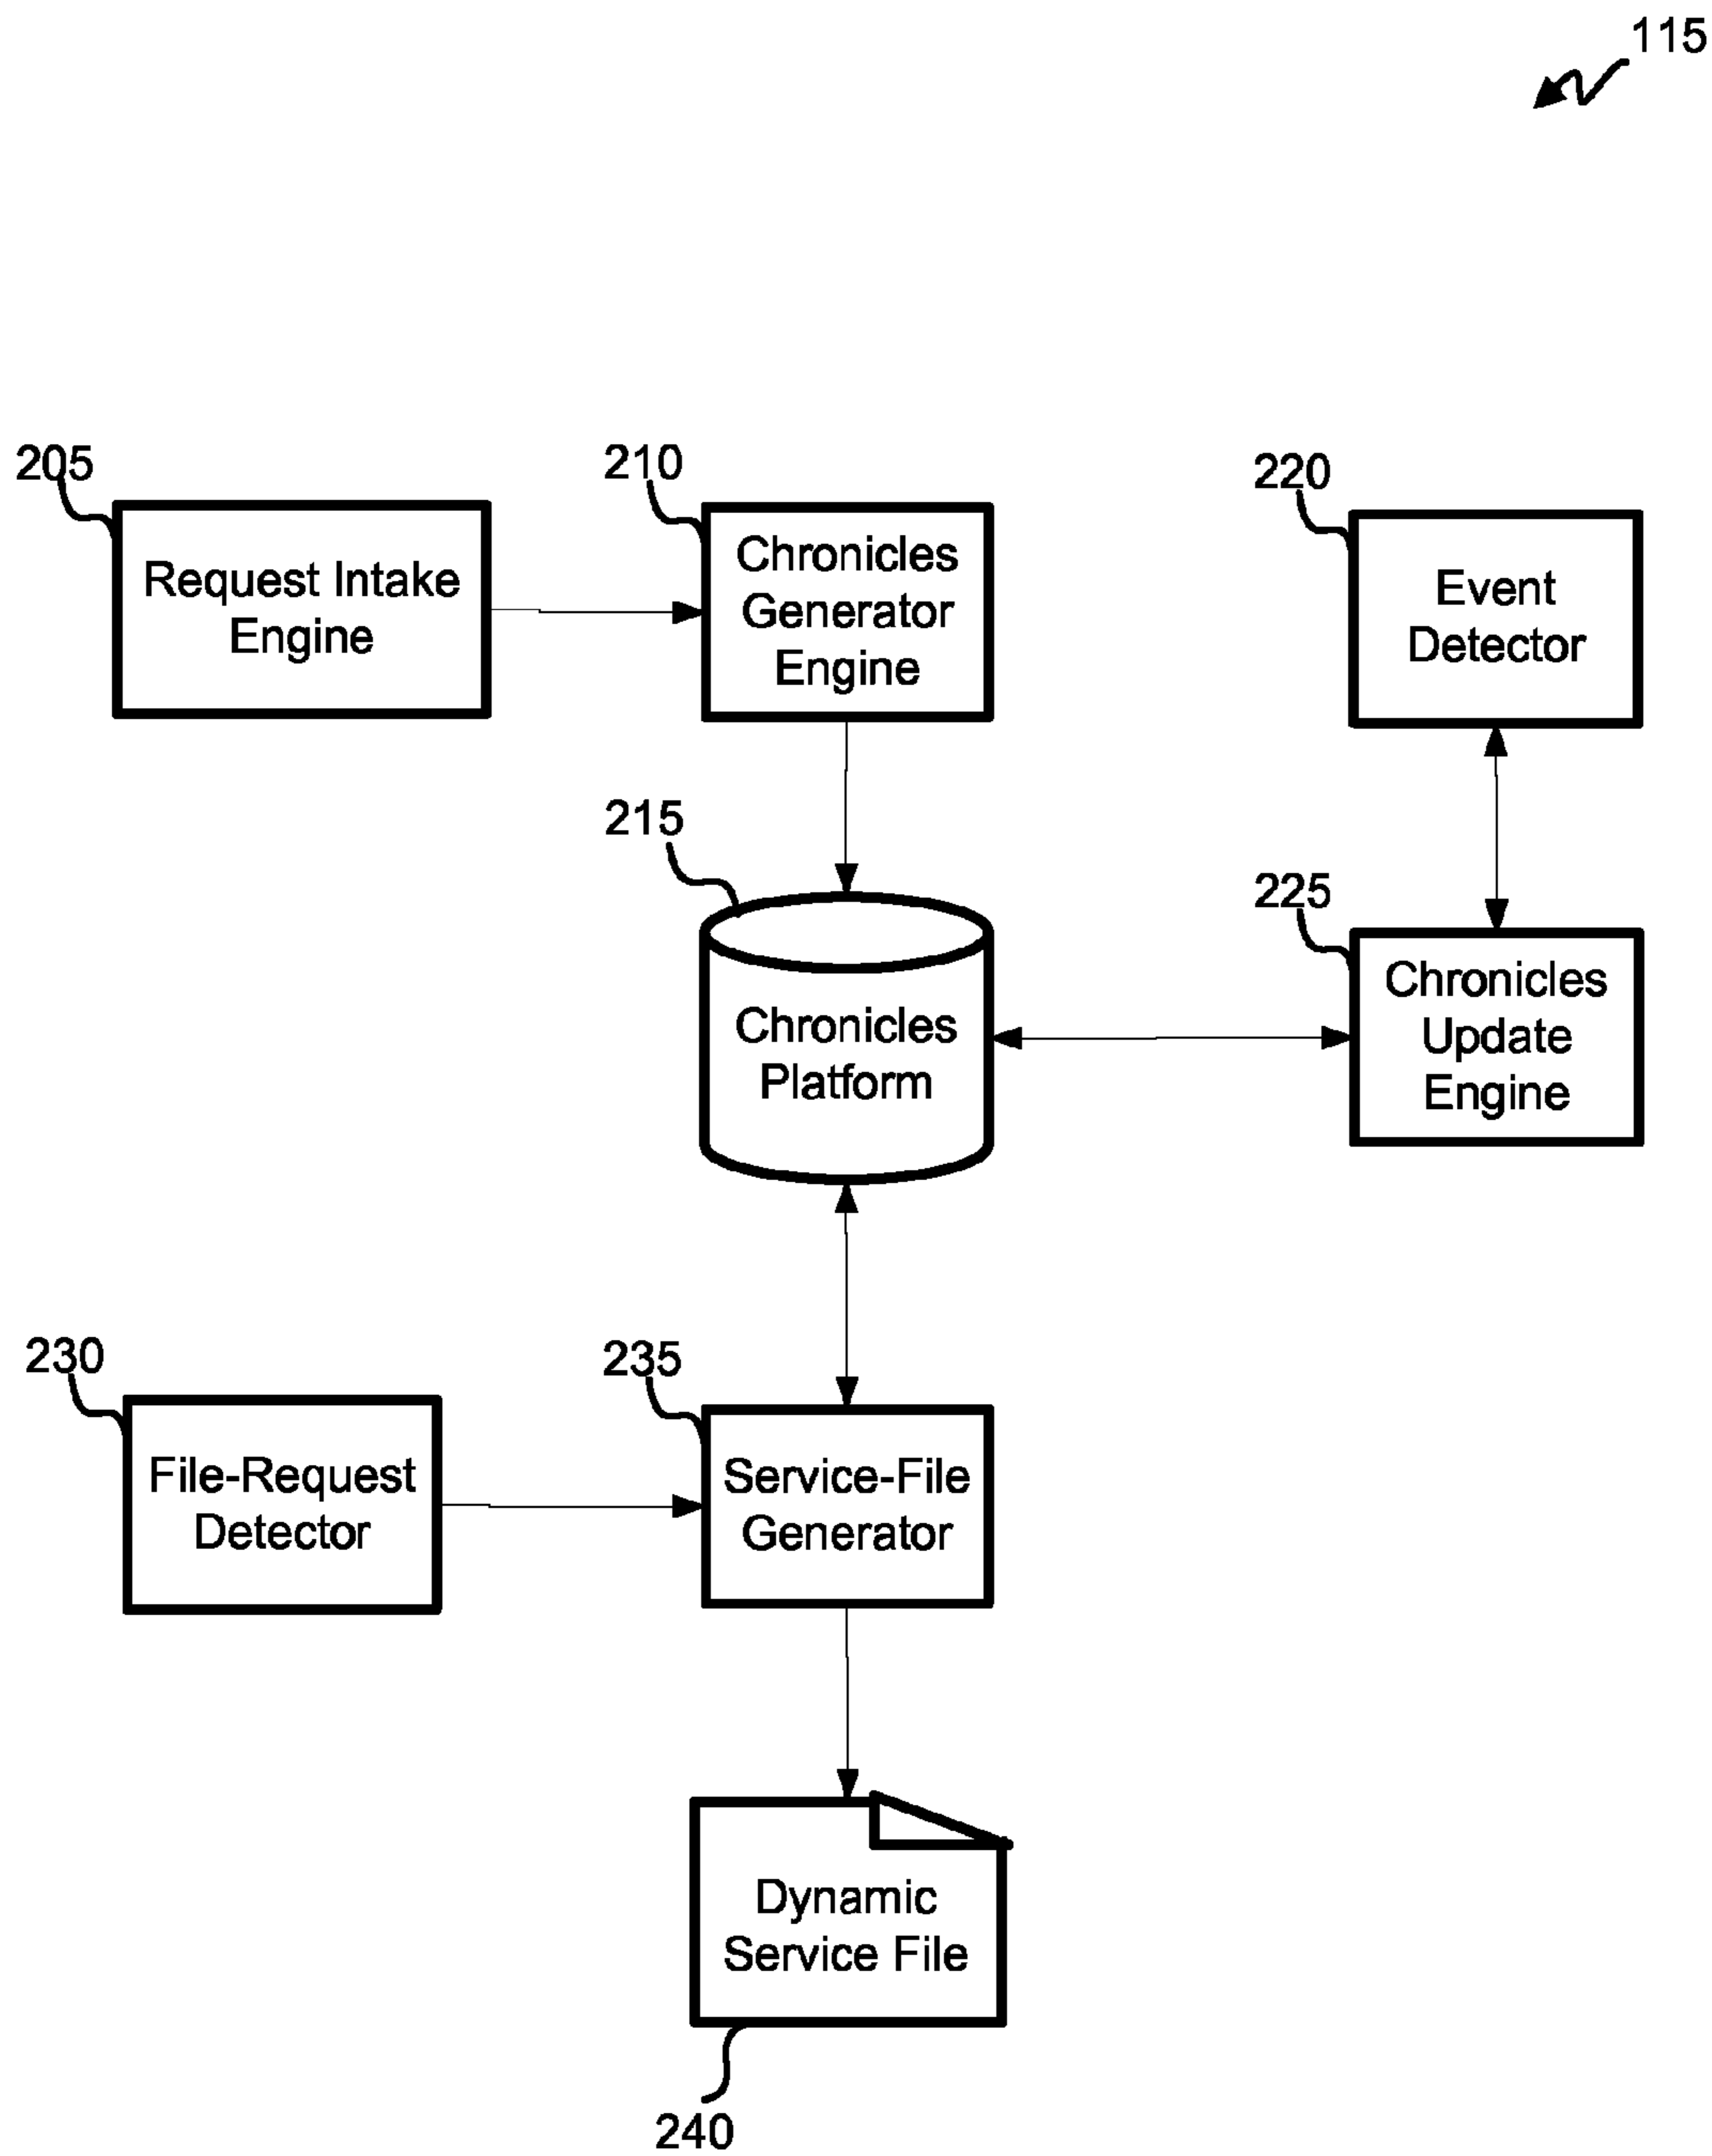 115
205
Request Intake
Engine
210
Chronicles
Generator
Engine
220
Event
Detector
215
Chronicles
Platform
225
Chronicles
Update
Engine
230
File-Request
Detector
235
Service-File
Generator
Dynamic
Service File
240